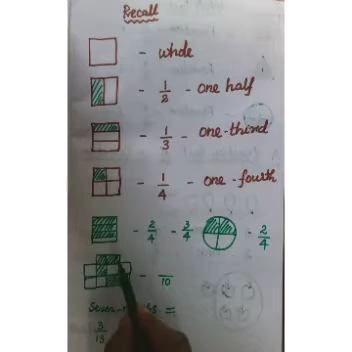 Recall
- whole
- 1/2 - one half
- 1/3 - one-third
- 1/4 - one-fourth
- 2/4 - 3/4 - 2/4
- /10
=
3/15